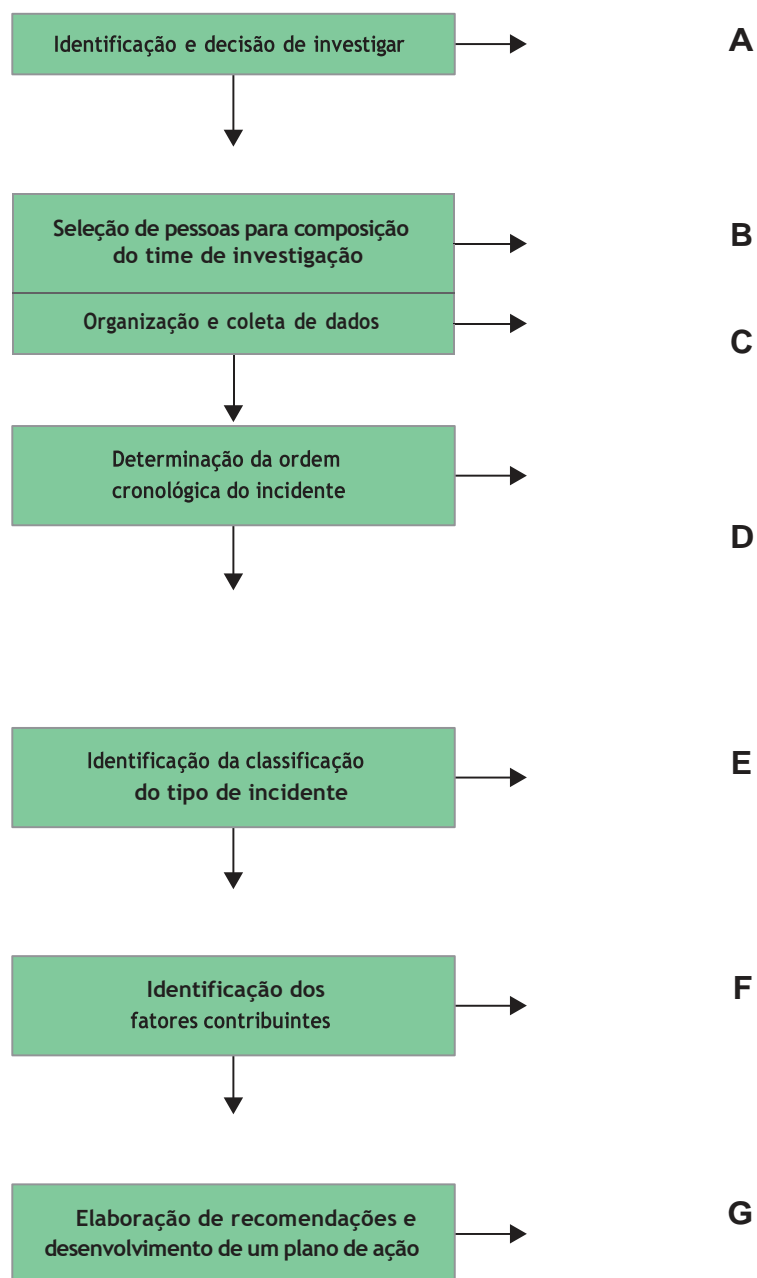 Identificação e decisão de investigar
A
Seleção de pessoas para composição
do time de investigação
B
Organização e coleta de dados
C
Determinação da ordem
cronológica do incidente
D
Identificação da classificação
do tipo de incidente
E
Identificação dos
fatores contribuintes
F
Elaboração de recomendações e
desenvolvimento de um plano de ação
G